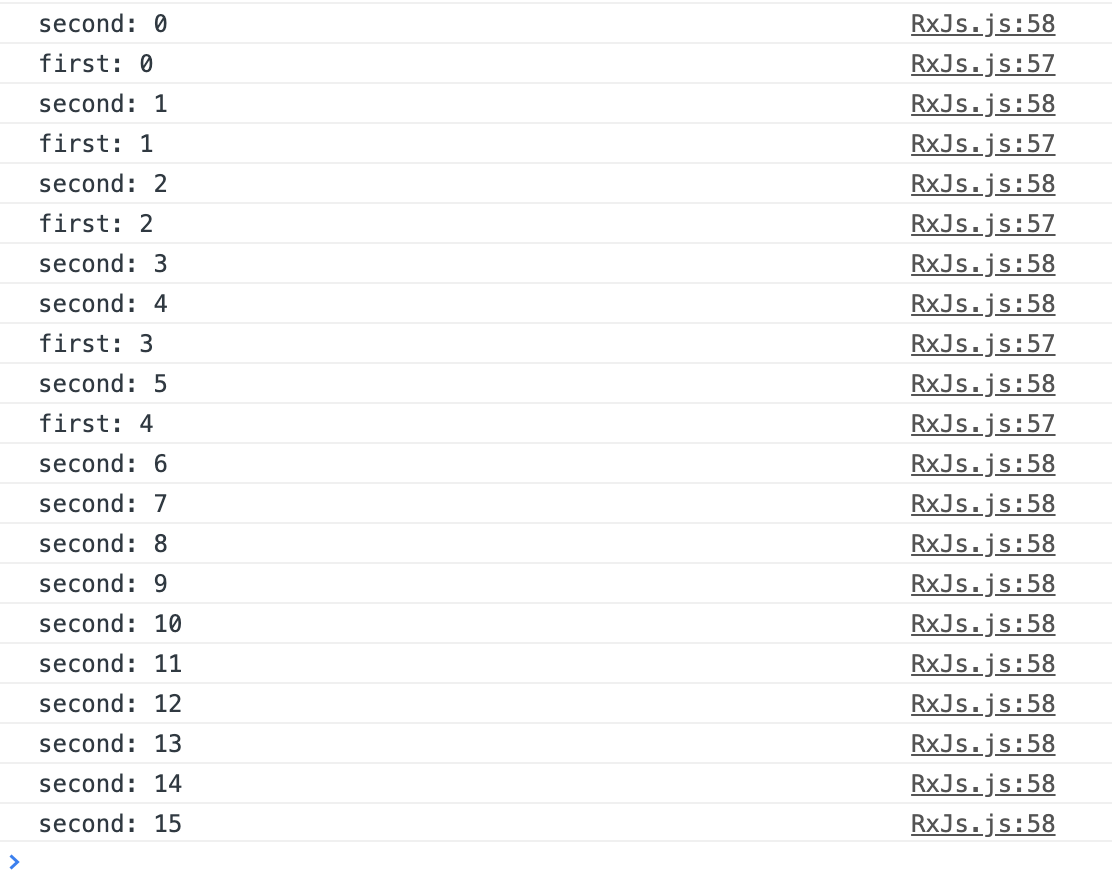 second: 0 RxJs.js:58
first: 0 RxJs.js:57
second: 1 RxJs.js:58
first: 1 RxJs.js:57
second: 2 RxJs.js:58
first: 2 RxJs.js:57
second: 3 RxJs.js:58
second: 4 RxJs.js:58
first: 3 RxJs.js:57
second: 5 RxJs.js:58
first: 4 RxJs.js:57
second: 6 RxJs.js:58
second: 7 RxJs.js:58
second: 8 RxJs.js:58
second: 9 RxJs.js:58
second: 10 RxJs.js:58
second: 11 RxJs.js:58
second: 12 RxJs.js:58
second: 13 RxJs.js:58
second: 14 RxJs.js:58
second: 15 RxJs.js:58